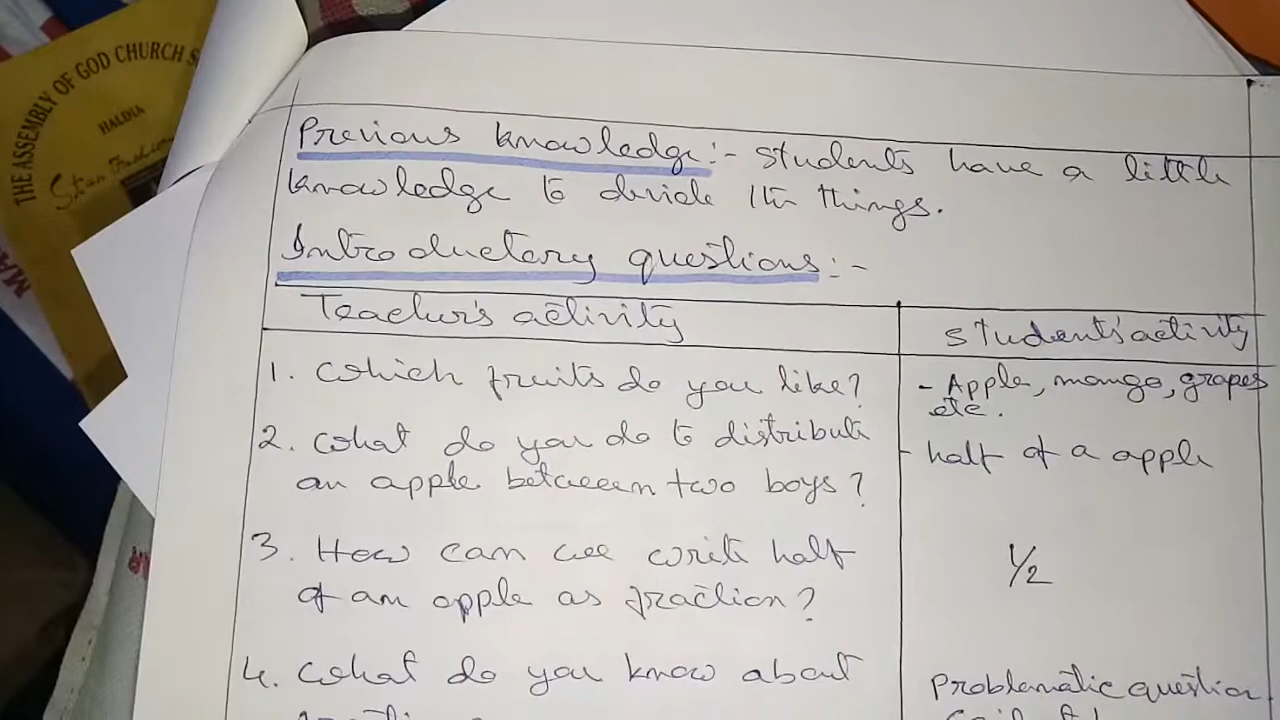 THE ASSEMBLY OF GOD CHURCH S
HALDIA
Previous knowledge:- students have a little
knowledge to divide the things.
Introductory questions:-
Teacher's activity
student's activity
1. Which fruits do you like?
- Apple, mango, grapes
etc.
2. What do you do to distribute
an apple between two boys?
- half of a apple
3. How can we write half
of an apple as fraction?
1/2
4. What do you know about
Problematic question